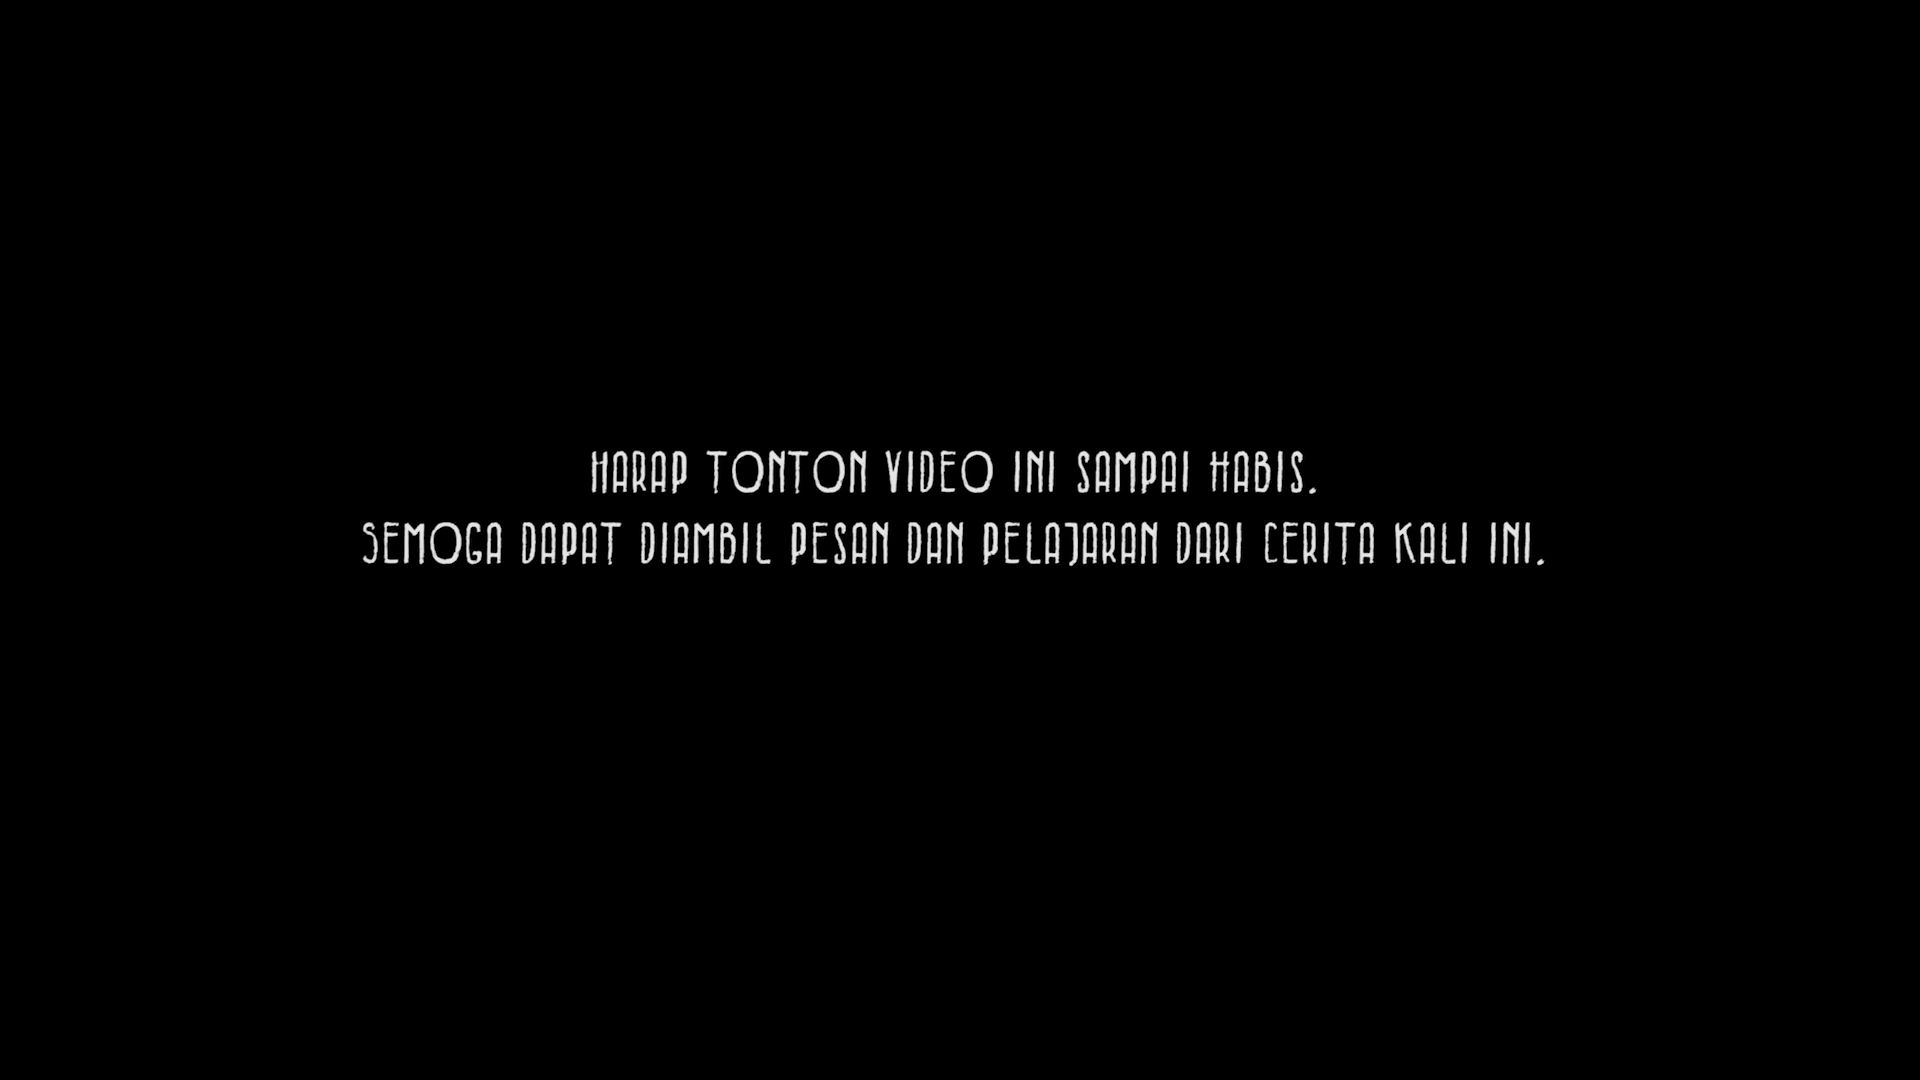 HARAP TONTON VIDEO INI SAMPAI HABIS.
SEMOGA DAPAT DIAMBIL PESAN DAN PELAJARAN DARI CERITA KALI INI.